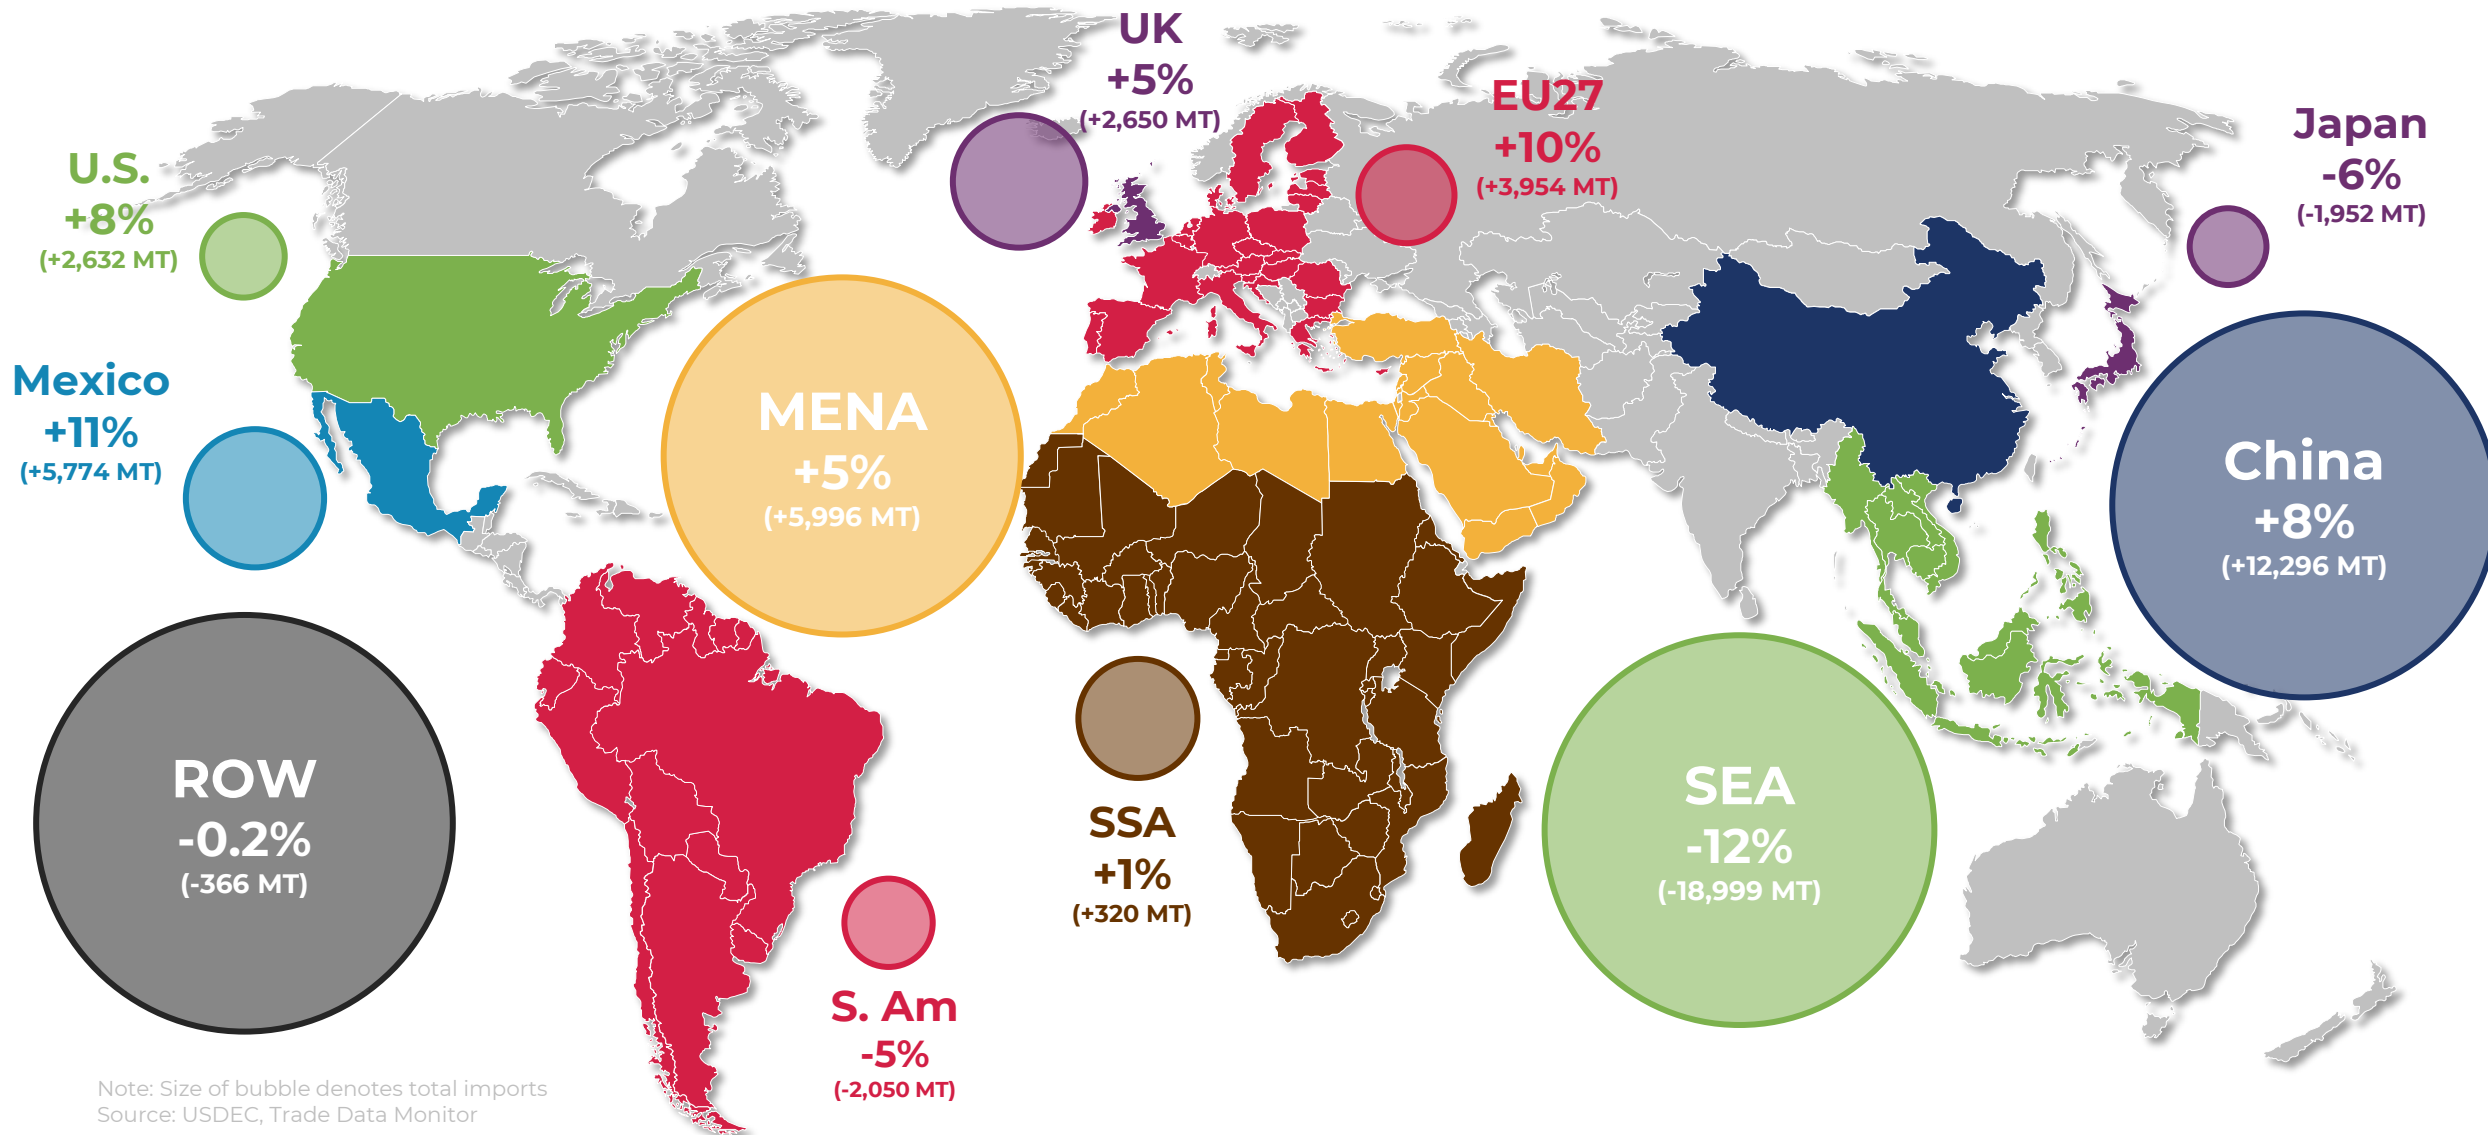 UK
+5%
(+2,650 MT)
EU27
+10%
(+3,954 MT)
Japan
-6%
(-1,952 MT)
U.S.
+8%
(+2,632 MT)
Mexico
+11%
(+5,774 MT)
MENA
+5%
(+5,996 MT)
China
+8%
(+12,296 MT)
ROW
-0.2%
(-366 MT)
SSA
+1%
(+320 MT)
SEA
-12%
(-18,999 MT)
S. Am
-5%
(-2,050 MT)
Note: Size of bubble denotes total imports
Source: USDEC, Trade Data Monitor